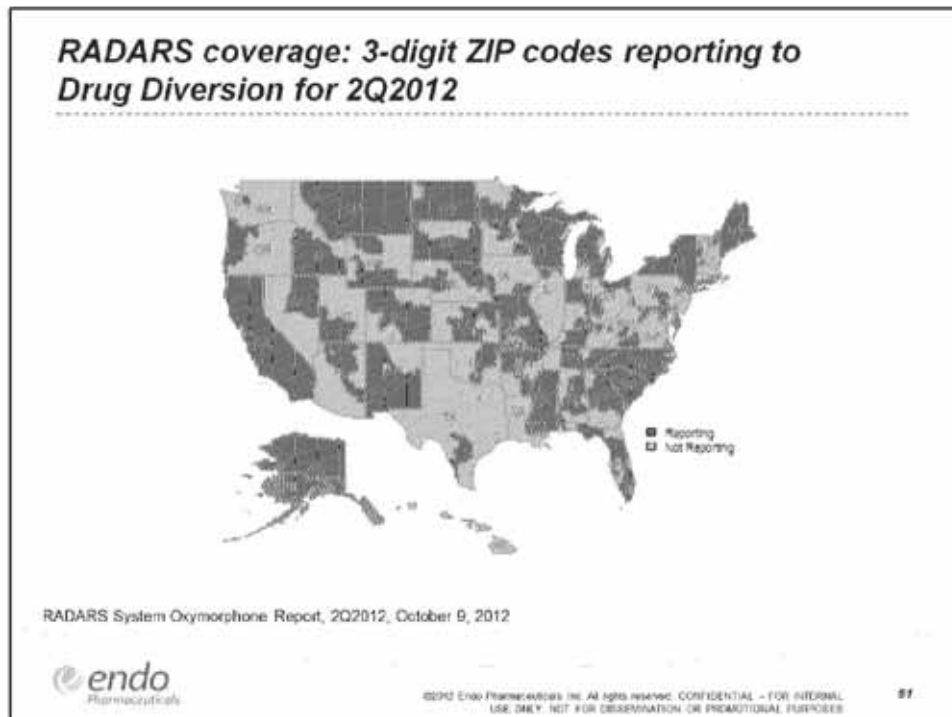 RADARS coverage: 3-digit ZIP codes reporting to
Drug Diversion for 2Q2012
TX
Reporting
Not Reporting
RADARS System Oxymorphone Report, 2Q2012, October 9, 2012
endo
Pharmaceuticals
©2012 Endo Pharmaceuticals Inc. All rights reserved. CONFIDENTIAL – FOR INTERNAL
USE ONLY. NOT FOR DISSEMINATION OR PROMOTIONAL PURPOSES
61